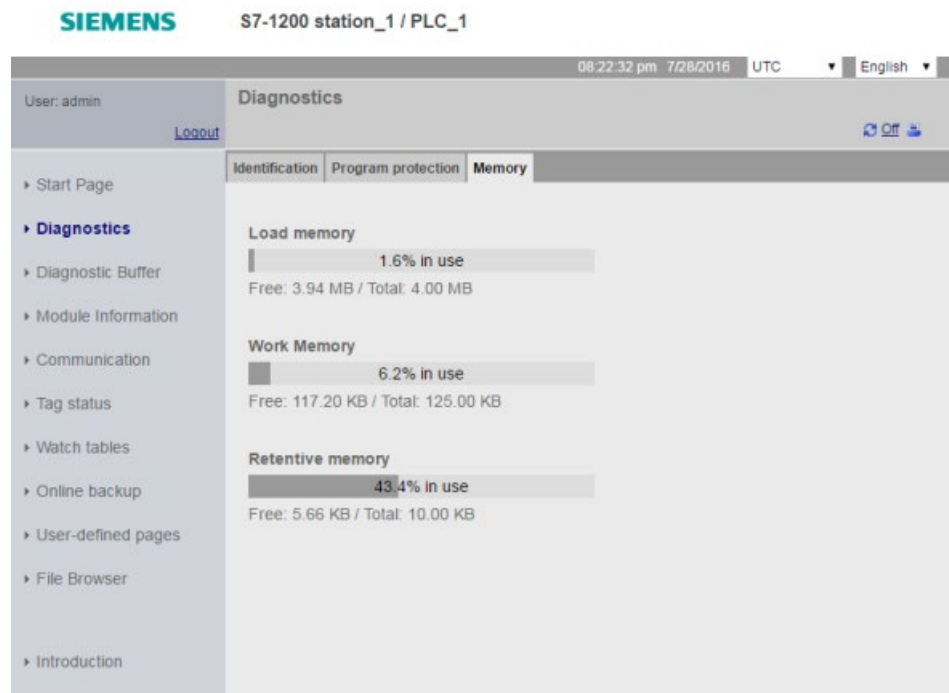 SIEMENS S7-1200 station_1 / PLC_1
08:22:32 pm 7/28/2016 UTC English
User: admin
Logout
Diagnostics
Off
Identification Program protection Memory
Start Page
Diagnostics
Diagnostic Buffer
Module Information
Communication
Tag status
Watch tables
Online backup
User-defined pages
File Browser
Introduction
Load memory
1.6% in use
Free: 3.94 MB / Total: 4.00 MB
Work Memory
6.2% in use
Free: 117.20 KB / Total: 125.00 KB
Retentive memory
43.4% in use
Free: 5.66 KB / Total: 10.00 KB